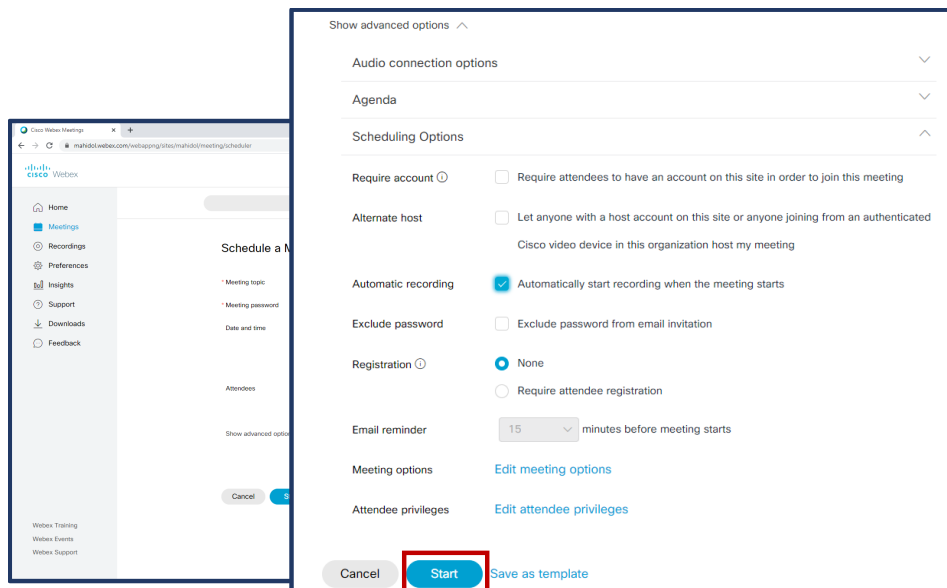 Cisco Webex Meetings
mahidol.webex.com/webappng/sites/mahidol/meeting/scheduler
CISCO Webex
Home
Meetings
Recordings
Preferences
Insights
Support
Downloads
Feedback
Webex Training
Webex Events
Webex Support
Schedule a M
* Meeting topic
* Meeting password
Date and time
Attendees
Show advanced option
Cancel
Show advanced options
Audio connection options
Agenda
Scheduling Options
Require account Require attendees to have an account on this site in order to join this meeting
Alternate host Let anyone with a host account on this site or anyone joining from an authenticated
Cisco video device in this organization host my meeting
Automatic recording Automatically start recording when the meeting starts
Exclude password Exclude password from email invitation
Registration None
Require attendee registration
Email reminder 15 minutes before meeting starts
Meeting options Edit meeting options
Attendee privileges Edit attendee privileges
Cancel Start Save as template